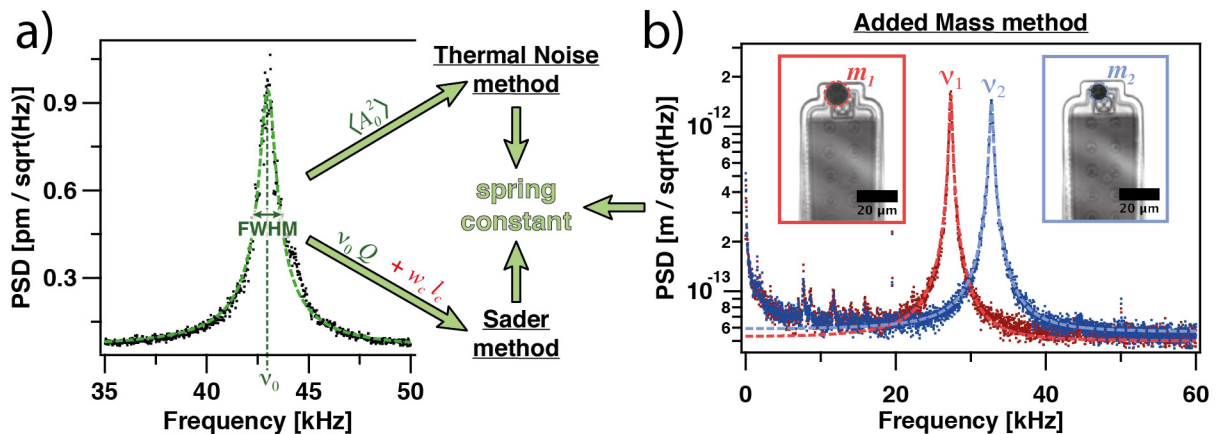 a)
PSD [pm / sqrt(Hz)]
0.9
0.6
0.3
35
40
45
50
ν₀
Frequency [kHz]
FWHM
⟨A₀²⟩
ν₀ Q + w_c l_c
Thermal Noise
method
spring
constant
Sader
method
b)
Added Mass method
PSD [m / sqrt(Hz)]
2
10⁻¹²
6
4
2
10⁻¹³
8
6
0
20
40
60
Frequency [kHz]
m₁
ν₁
ν₂
m₂
20 µm
20 µm